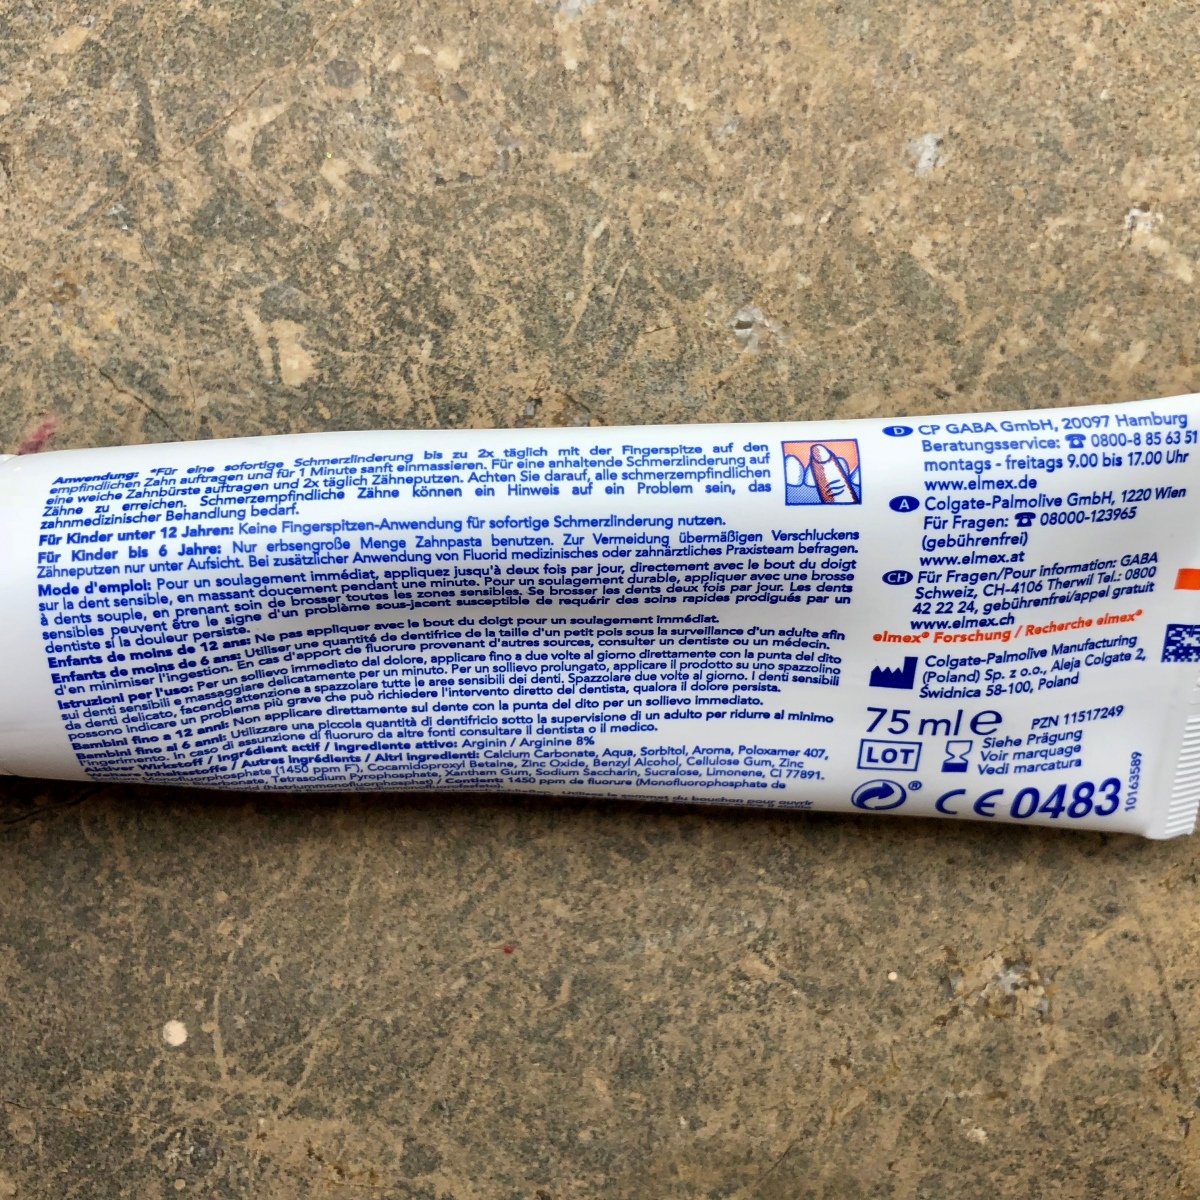 Anwendung: *Für eine sofortige Schmerzlinderung bis zu 2x täglich mit der Fingerspitze auf den
empfindlichen Zahn auftragen und für 1 Minute sanft einmassieren. Für eine anhaltende Schmerzlinderung auf
eine weiche Zahnbürste auftragen und 2x täglich Zähneputzen. Achten Sie darauf, alle schmerzempfindlichen
Zähne zu erreichen. Schmerzempfindliche Zähne können ein Hinweis auf ein Problem sein, das
zahnmedizinischer Behandlung bedarf.
Für Kinder unter 12 Jahren: Keine Fingerspitzen-Anwendung für sofortige Schmerzlinderung nutzen.
Für Kinder bis 6 Jahre: Nur erbsengroße Menge Zahnpasta benutzen. Zur Vermeidung übermäßigen Verschluckens
Zähneputzen nur unter Aufsicht. Bei zusätzlicher Anwendung von Fluorid medizinisches oder zahnärztliches Praxisteam befragen.
Mode d'emploi: Pour un soulagement immédiat, appliquez jusqu'à deux fois par jour, directement avec le bout du doigt
sur la dent sensible, en massant doucement pendant une minute. Pour un soulagement durable, appliquer avec une brosse
à dents souple, en prenant soin de brosser toutes les zones sensibles. Se brosser les dents deux fois par jour. Les dents
sensibles peuvent être le signe d'un problème sous-jacent susceptible de requérir des soins rapides prodigués par un
dentiste si la douleur persiste.
Enfants de moins de 12 ans: Ne pas appliquer avec le bout du doigt pour un soulagement immédiat.
Enfants de moins de 6 ans: Utiliser une quantité de dentifrice de la taille d'un petit pois sous la surveillance d'un adulte afin
d'en minimiser l'ingestion. En cas d'apport de fluorure provenant d'autres sources, consulter un dentiste ou un médecin.
Istruzioni per l'uso: Per un sollievo immediato dal dolore, applicare fino a due volte al giorno direttamente con la punta del dito
sui denti sensibili e massaggiare delicatamente per un minuto. Per un sollievo prolungato, applicare il prodotto su uno spazzolino
da denti delicato, facendo attenzione a spazzolare tutte le aree sensibili dei denti. Spazzolare due volte al giorno. I denti sensibili
possono indicare un problema più grave che può richiedere l'intervento diretto del dentista, qualora il dolore persista.
Bambini fino a 12 anni: Non applicare direttamente sul dente con la punta del dito per un sollievo immediato.
Bambini fino ai 6 anni: Utilizzare una piccola quantità di dentifricio sotto la supervisione di un adulto per ridurre al minimo
l'ingerimento. In caso di assunzione di fluoruro da altre fonti consultare il dentista o il medico.
Wirkstoff / Ingrédient actif / Ingrediente attivo: Arginin / Arginine 8%
Weitere Inhaltsstoffe / Autres Ingrédients / Altri ingredienti: Calcium Carbonate, Aqua, Sorbitol, Aroma, Poloxamer 407,
(1450 ppm F⁻), Cocamidopropyl Betaine, Zinc Oxide, Benzyl Alcohol, Cellulose Gum, Zinc
Tetrasodium Pyrophosphate, Xantham Gum, Sodium Saccharin, Sucralose, Limonene, CI 77891.
(Natriummonofluorphosphat) / Contient 1450 ppm de fluorure (Monofluorophosphate de
du bouchon pour ouvrir
D CP GABA GmbH, 20097 Hamburg
Beratungsservice: ☎ 0800-8 85 63 51
montags - freitags 9.00 bis 17.00 Uhr
www.elmex.de
A Colgate-Palmolive GmbH, 1220 Wien
Für Fragen: ☎ 08000-123965
(gebührenfrei)
www.elmex.at
CH Für Fragen/Pour information: GABA
Schweiz, CH-4106 Therwil Tel.: 0800
42 22 24, gebührenfrei/appel gratuit
www.elmex.ch
elmex® Forschung / Recherche elmex®
Colgate-Palmolive Manufacturing
(Poland) Sp. z o.o., Aleja Colgate 2,
Świdnica 58-100, Poland
75 ml e PZN 11517249
LOT Siehe Prägung
Voir marquage
Vedi marcatura
® CE 0483
10163589